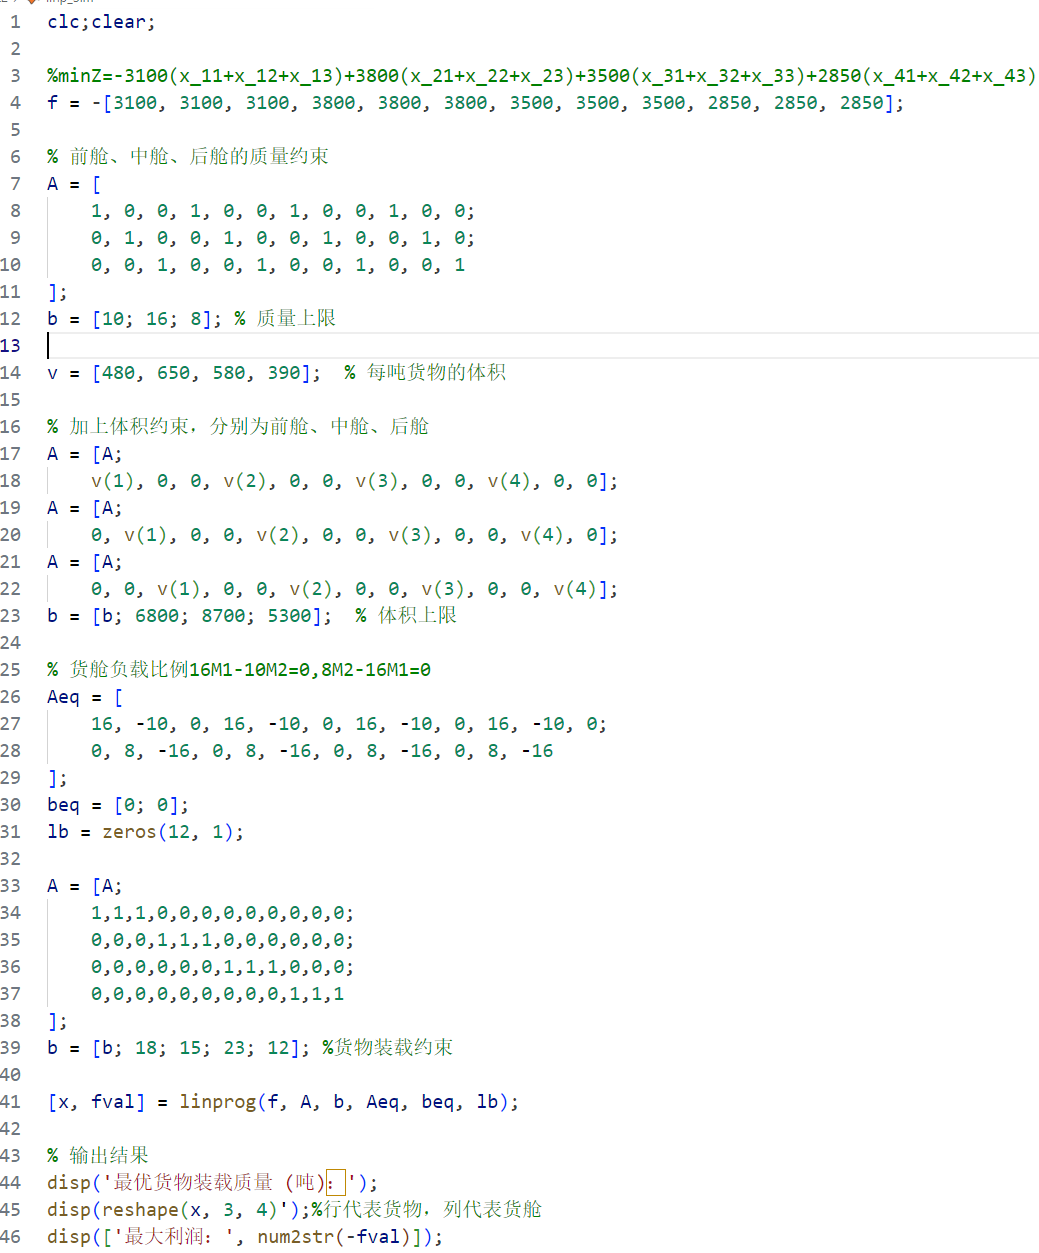 1 clc;clear;
2
3 %minZ=-3100(x_11+x_12+x_13)+3800(x_21+x_22+x_23)+3500(x_31+x_32+x_33)+2850(x_41+x_42+x_43)
4 f = -[3100, 3100, 3100, 3800, 3800, 3800, 3500, 3500, 3500, 2850, 2850, 2850];
5
6 % 前舱、中舱、后舱的质量约束
7 A = [
8 1, 0, 0, 1, 0, 0, 1, 0, 0, 1, 0, 0;
9 0, 1, 0, 0, 1, 0, 0, 1, 0, 0, 1, 0;
10 0, 0, 1, 0, 0, 1, 0, 0, 1, 0, 0, 1
11 ];
12 b = [10; 16; 8]; % 质量上限
13
14 v = [480, 650, 580, 390];  % 每吨货物的体积
15
16 % 加上体积约束，分别为前舱、中舱、后舱
17 A = [A;
18 v(1), 0, 0, v(2), 0, 0, v(3), 0, 0, v(4), 0, 0];
19 A = [A;
20 0, v(1), 0, 0, v(2), 0, 0, v(3), 0, 0, v(4), 0];
21 A = [A;
22 0, 0, v(1), 0, 0, v(2), 0, 0, v(3), 0, 0, v(4)];
23 b = [b; 6800; 8700; 5300];  % 体积上限
24
25 % 货舱负载比例16M1-10M2=0,8M2-16M1=0
26 Aeq = [
27 16, -10, 0, 16, -10, 0, 16, -10, 0, 16, -10, 0;
28 0, 8, -16, 0, 8, -16, 0, 8, -16, 0, 8, -16
29 ];
30 beq = [0; 0];
31 lb = zeros(12, 1);
32
33 A = [A;
34 1,1,1,0,0,0,0,0,0,0,0,0;
35 0,0,0,1,1,1,0,0,0,0,0,0;
36 0,0,0,0,0,0,1,1,1,0,0,0;
37 0,0,0,0,0,0,0,0,0,1,1,1
38 ];
39 b = [b; 18; 15; 23; 12]; %货物装载约束
40
41 [x, fval] = linprog(f, A, b, Aeq, beq, lb);
42
43 % 输出结果
44 disp('最优货物装载质量 (吨)：');
45 disp(reshape(x, 3, 4)');%行代表货物，列代表货舱
46 disp(['最大利润：', num2str(-fval)]);